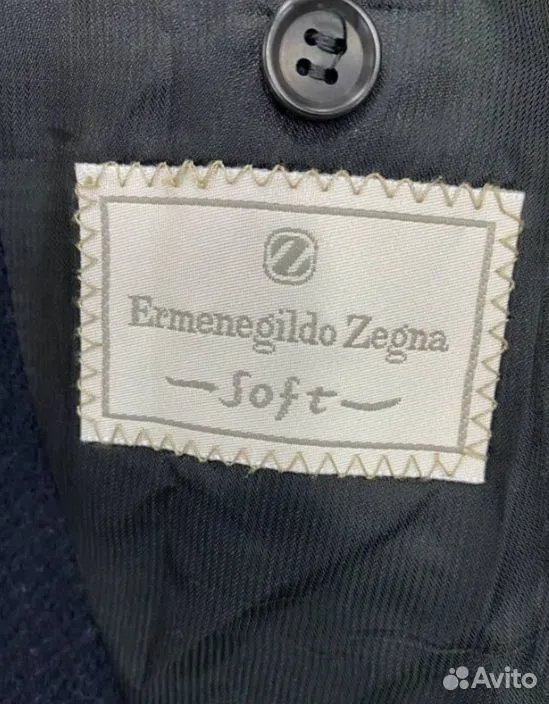 Z
Ermenegildo Zegna
Soft
Avito